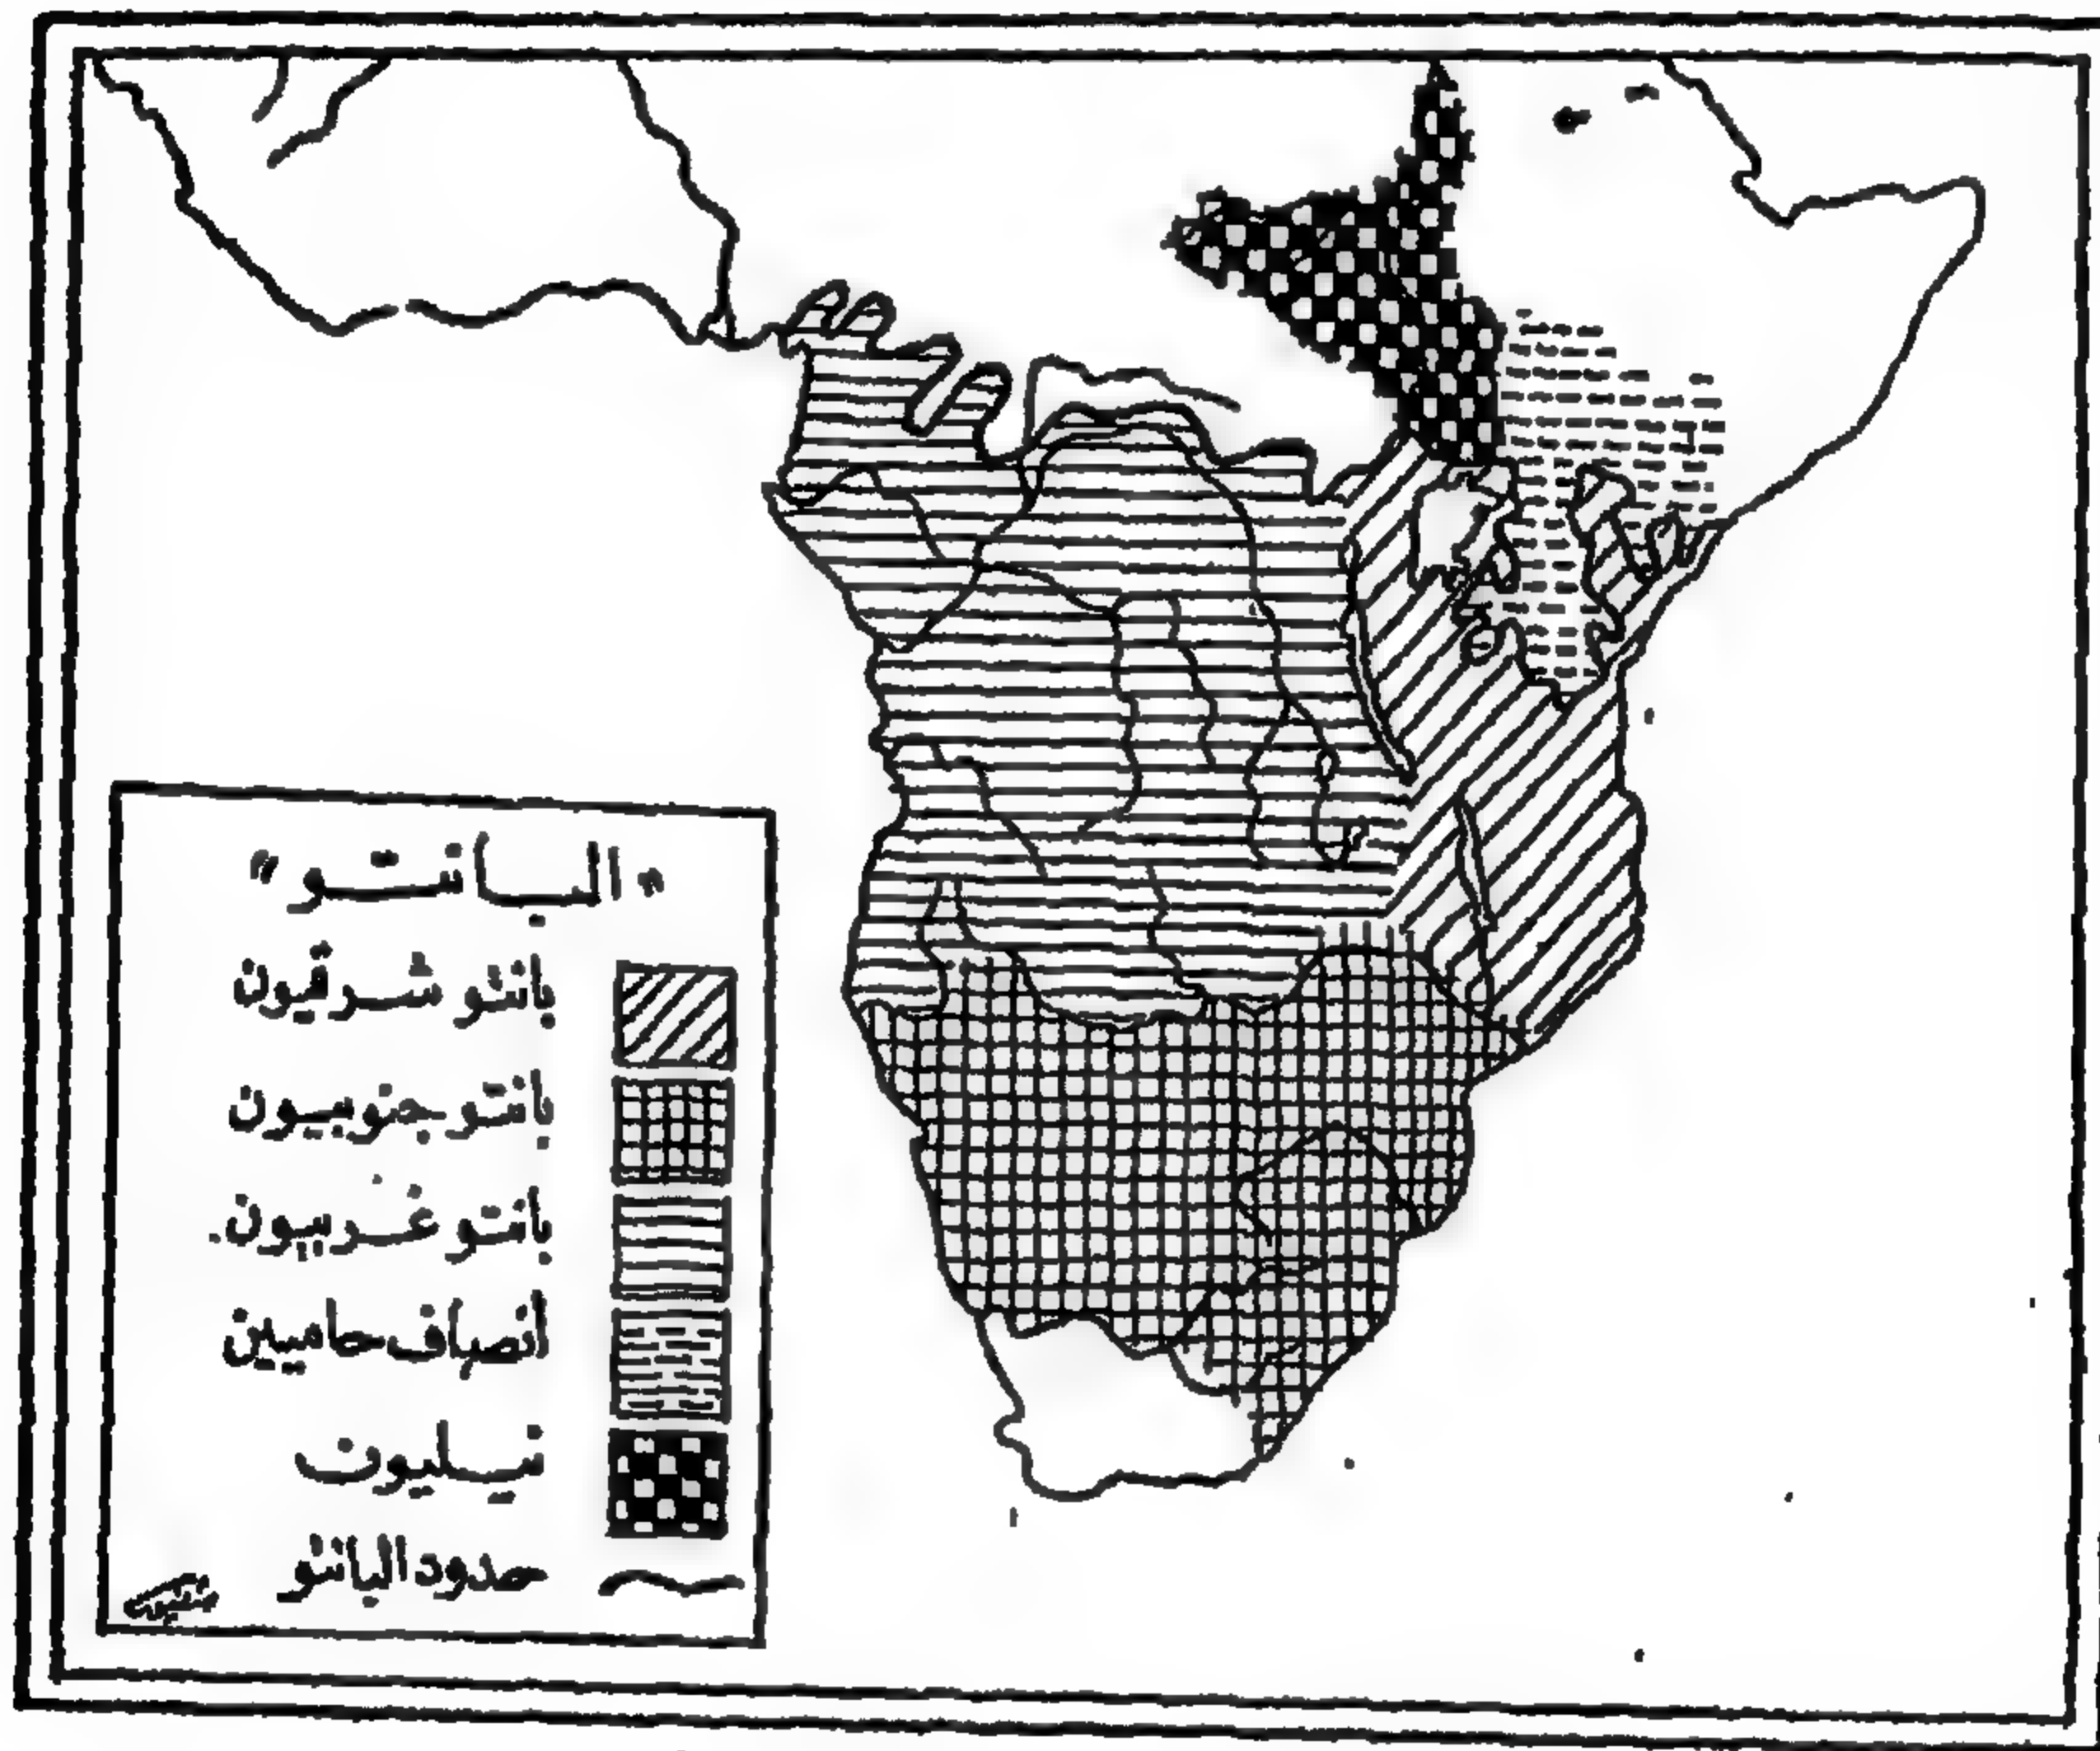 «البانتو»
بانتو شرقيون
بانتو جنوبيون
بانتو غربيون.
أنصاف حاميين
نيليون
حدود البانتو